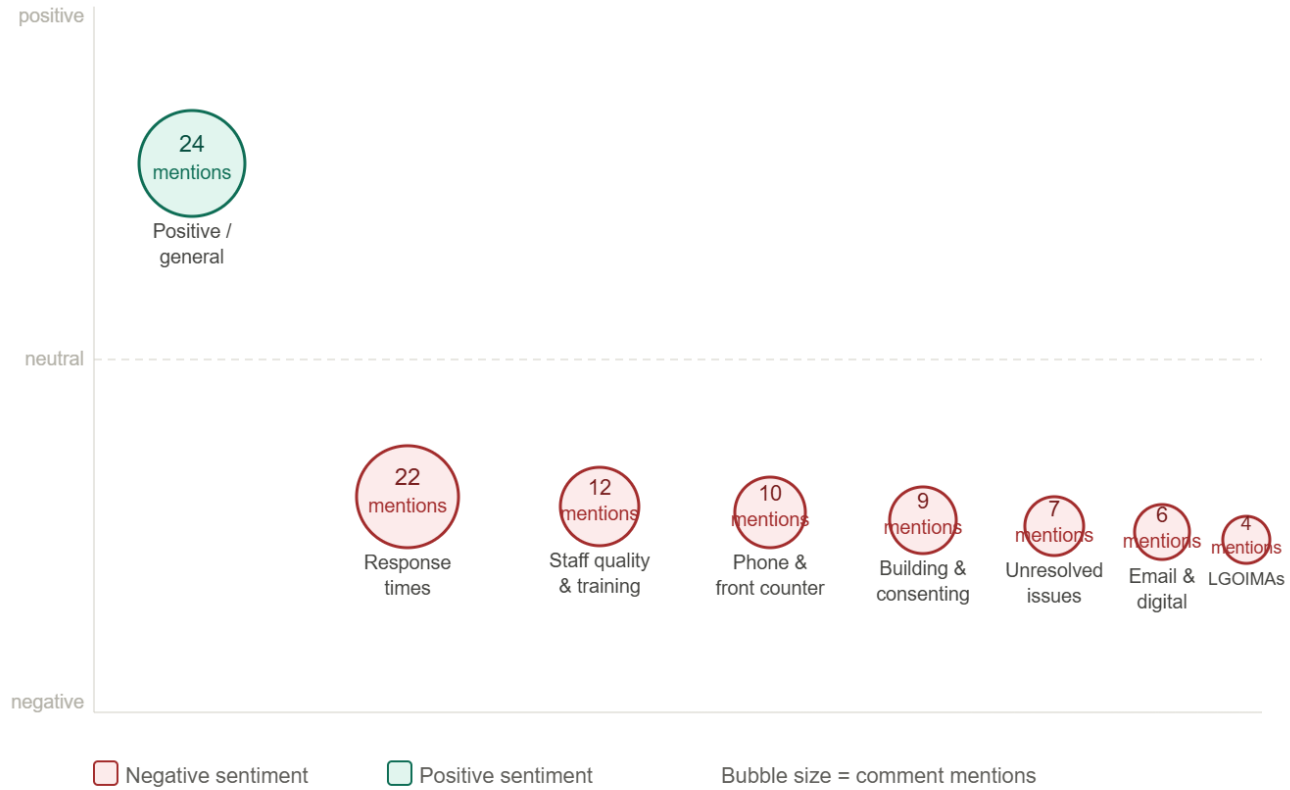 positive
24
mentions
Positive /
general
neutral
22
mentions
Response
times
12
mentions
Staff quality
& training
10
mentions
Phone &
front counter
9
mentions
Building &
consenting
7
mentions
Unresolved
issues
6
mentions
Email &
digital
4
mentions
LGOIMAs
negative
Negative sentiment
Positive sentiment
Bubble size = comment mentions